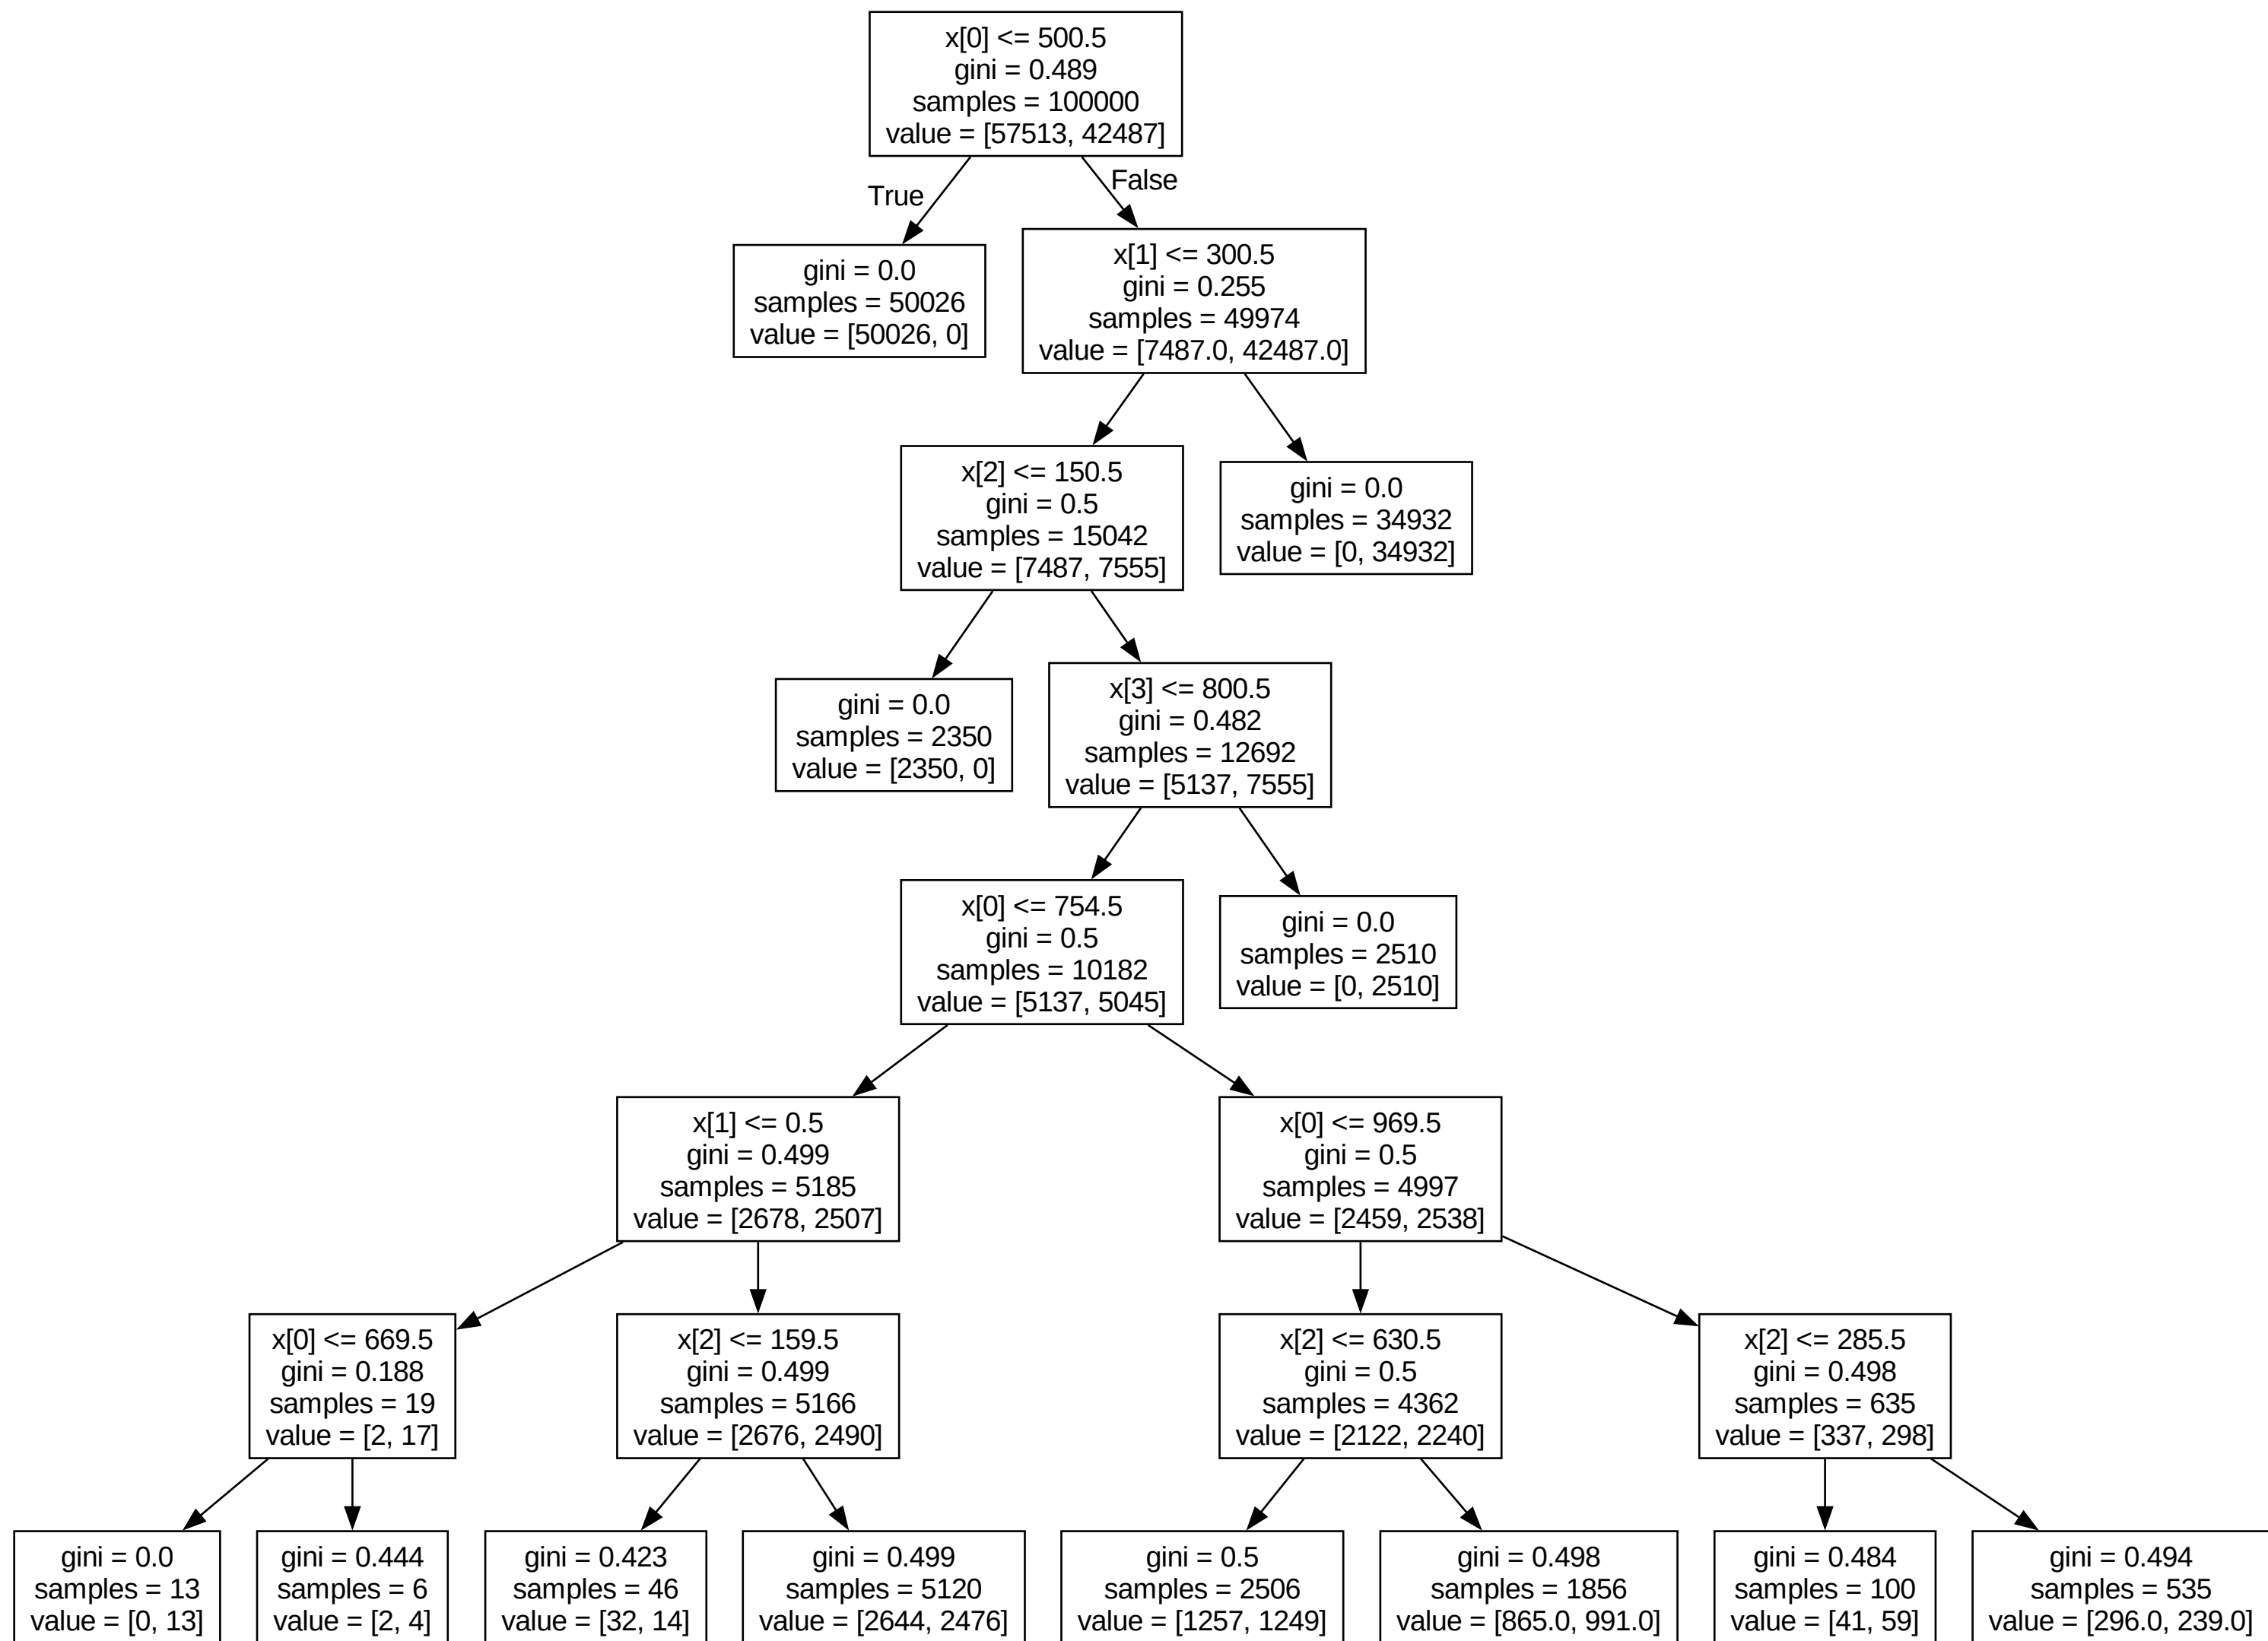 x[0] <= 500.5
gini = 0.489
samples = 100000
value = [57513, 42487]
True
False
gini = 0.0
samples = 50026
value = [50026, 0]
x[1] <= 300.5
gini = 0.255
samples = 49974
value = [7487.0, 42487.0]
x[2] <= 150.5
gini = 0.5
samples = 15042
value = [7487, 7555]
gini = 0.0
samples = 34932
value = [0, 34932]
gini = 0.0
samples = 2350
value = [2350, 0]
x[3] <= 800.5
gini = 0.482
samples = 12692
value = [5137, 7555]
x[0] <= 754.5
gini = 0.5
samples = 10182
value = [5137, 5045]
gini = 0.0
samples = 2510
value = [0, 2510]
x[1] <= 0.5
gini = 0.499
samples = 5185
value = [2678, 2507]
x[0] <= 969.5
gini = 0.5
samples = 4997
value = [2459, 2538]
x[0] <= 669.5
gini = 0.188
samples = 19
value = [2, 17]
x[2] <= 159.5
gini = 0.499
samples = 5166
value = [2676, 2490]
x[2] <= 630.5
gini = 0.5
samples = 4362
value = [2122, 2240]
x[2] <= 285.5
gini = 0.498
samples = 635
value = [337, 298]
gini = 0.0
samples = 13
value = [0, 13]
gini = 0.444
samples = 6
value = [2, 4]
gini = 0.423
samples = 46
value = [32, 14]
gini = 0.499
samples = 5120
value = [2644, 2476]
gini = 0.5
samples = 2506
value = [1257, 1249]
gini = 0.498
samples = 1856
value = [865.0, 991.0]
gini = 0.484
samples = 100
value = [41, 59]
gini = 0.494
samples = 535
value = [296.0, 239.0]